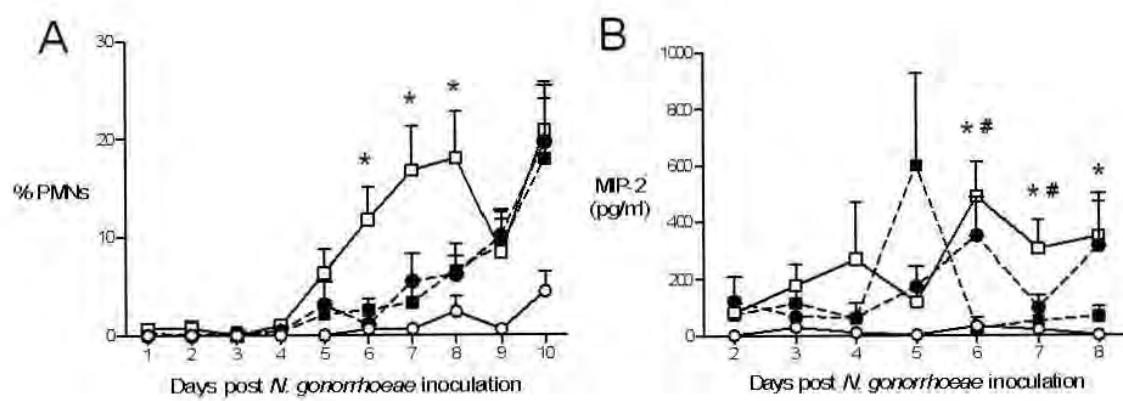 A
30
20
10
0
% PMNs
* * *
1 2 3 4 5 6 7 8 9 10
Days post N. gonorrhoeae inoculation
B
1000
800
600
400
200
0
MIP-2
(pg/ml)
* # * # *
2 3 4 5 6 7 8
Days post N. gonorrhoeae inoculation